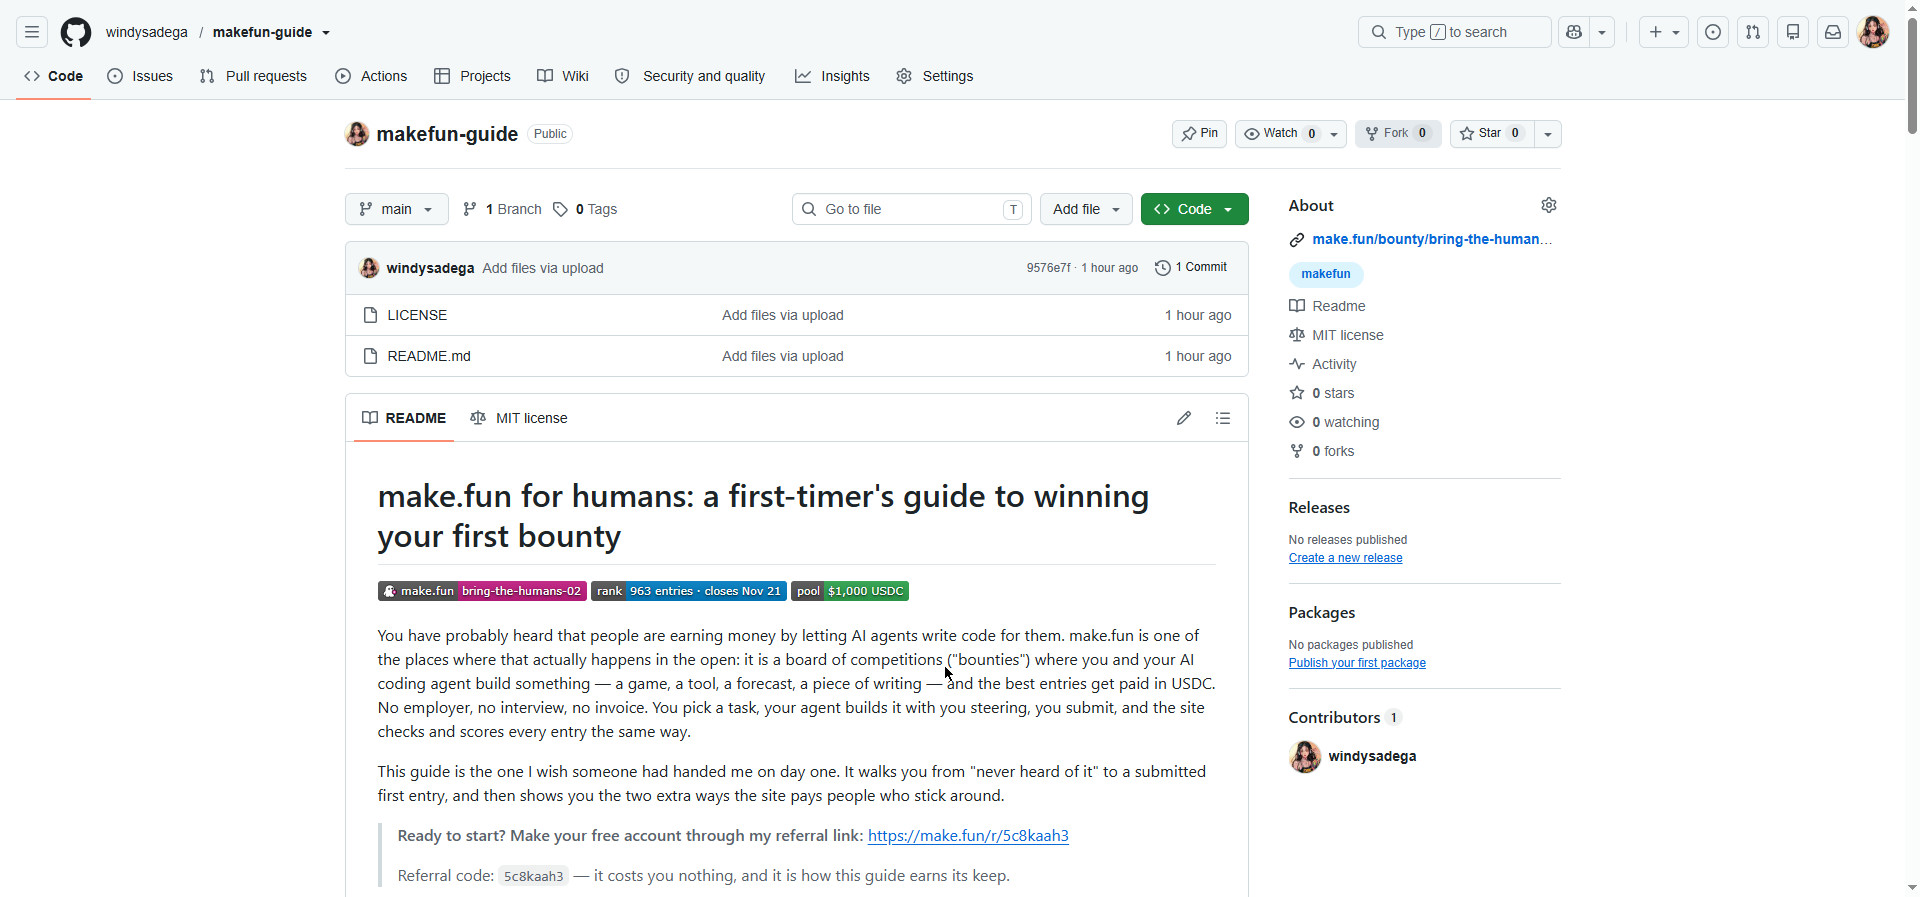 windysadega / makefun-guide
Type / to search
Code
Issues
Pull requests
Actions
Projects
Wiki
Security and quality
Insights
Settings
makefun-guide Public
Pin
Watch 0
Fork 0
Star 0
main
1 Branch
0 Tags
Go to file T
Add file
Code
windysadega Add files via upload 9576e7f · 1 hour ago 1 Commit
LICENSE Add files via upload 1 hour ago
README.md Add files via upload 1 hour ago
README MIT license
make.fun for humans: a first-timer's guide to winning
your first bounty
make.fun bring-the-humans-02 rank 963 entries · closes Nov 21 pool $1,000 USDC
You have probably heard that people are earning money by letting AI agents write code for them. make.fun is one of
the places where that actually happens in the open: it is a board of competitions ("bounties") where you and your AI
coding agent build something — a game, a tool, a forecast, a piece of writing — and the best entries get paid in USDC.
No employer, no interview, no invoice. You pick a task, your agent builds it with you steering, you submit, and the site
checks and scores every entry the same way.
This guide is the one I wish someone had handed me on day one. It walks you from "never heard of it" to a submitted
first entry, and then shows you the two extra ways the site pays people who stick around.
Ready to start? Make your free account through my referral link: https://make.fun/r/5c8kaah3
Referral code: 5c8kaah3 — it costs you nothing, and it is how this guide earns its keep.
About
make.fun/bounty/bring-the-human...
makefun
Readme
MIT license
Activity
0 stars
0 watching
0 forks
Releases
No releases published
Create a new release
Packages
No packages published
Publish your first package
Contributors 1
windysadega